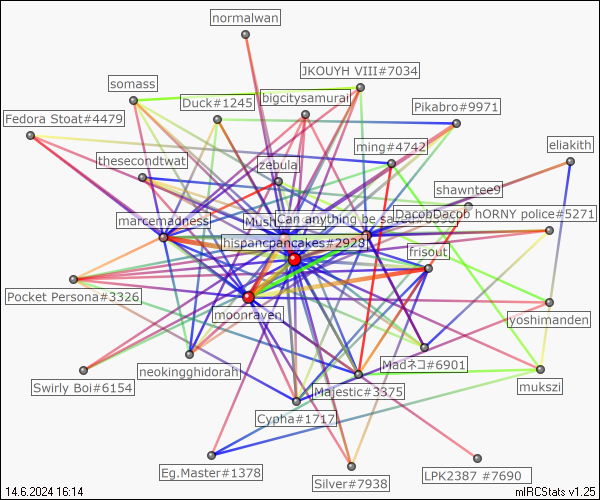 normalwan
JKOUYH VIII#7034
somass
bigcitysamurai
Duck#1245
Pikabro#9971
Fedora Stoat#4479
ming#4742
thesecondtwat
zebula
eliakith
shawntee9
marcemadness
Mush
Can anything be saved?
DacobDacob
hORNY police#5271
hispancpancakes#2928
frisout
Pocket Persona#3326
moonraven
yoshimanden
Madネコ#6901
neokingghidorah
Swirly Boi#6154
Majestic#3375
mukszi
Cypha#1717
Eg.Master#1378
Silver#7938
LPK2387 #7690
14.6.2024 16:14
mIRCStats v1.25